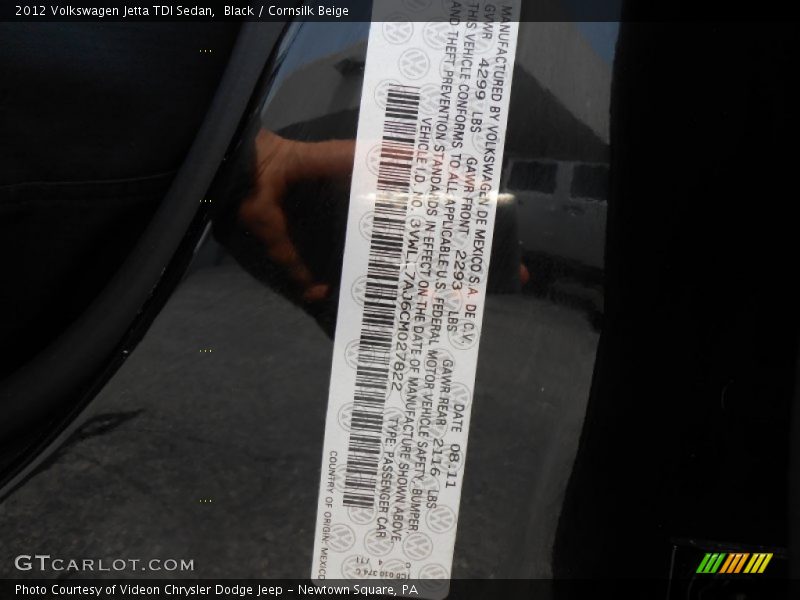 2012 Volkswagen Jetta TDI Sedan, Black / Cornsilk Beige
MANUFACTURED BY VOLKSWAGEN DE MEXICO S.A. DE C.V.
GVWR 4299 LBS GAWR FRONT 2293 LBS GAWR REAR 2116 LBS DATE 08.11
THIS VEHICLE CONFORMS TO ALL APPLICABLE U.S. FEDERAL MOTOR VEHICLE SAFETY, BUMPER
AND THEFT PREVENTION STANDARDS IN EFFECT ON THE DATE OF MANUFACTURE SHOWN ABOVE
VEHICLE I.D. NO. 3VWLL7AJ6CM027822 TYPE: PASSENGER CAR
COUNTRY OF ORIGIN: MEXICO
GTCARLOT.COM
Photo Courtesy of Videon Chrysler Dodge Jeep - Newtown Square, PA